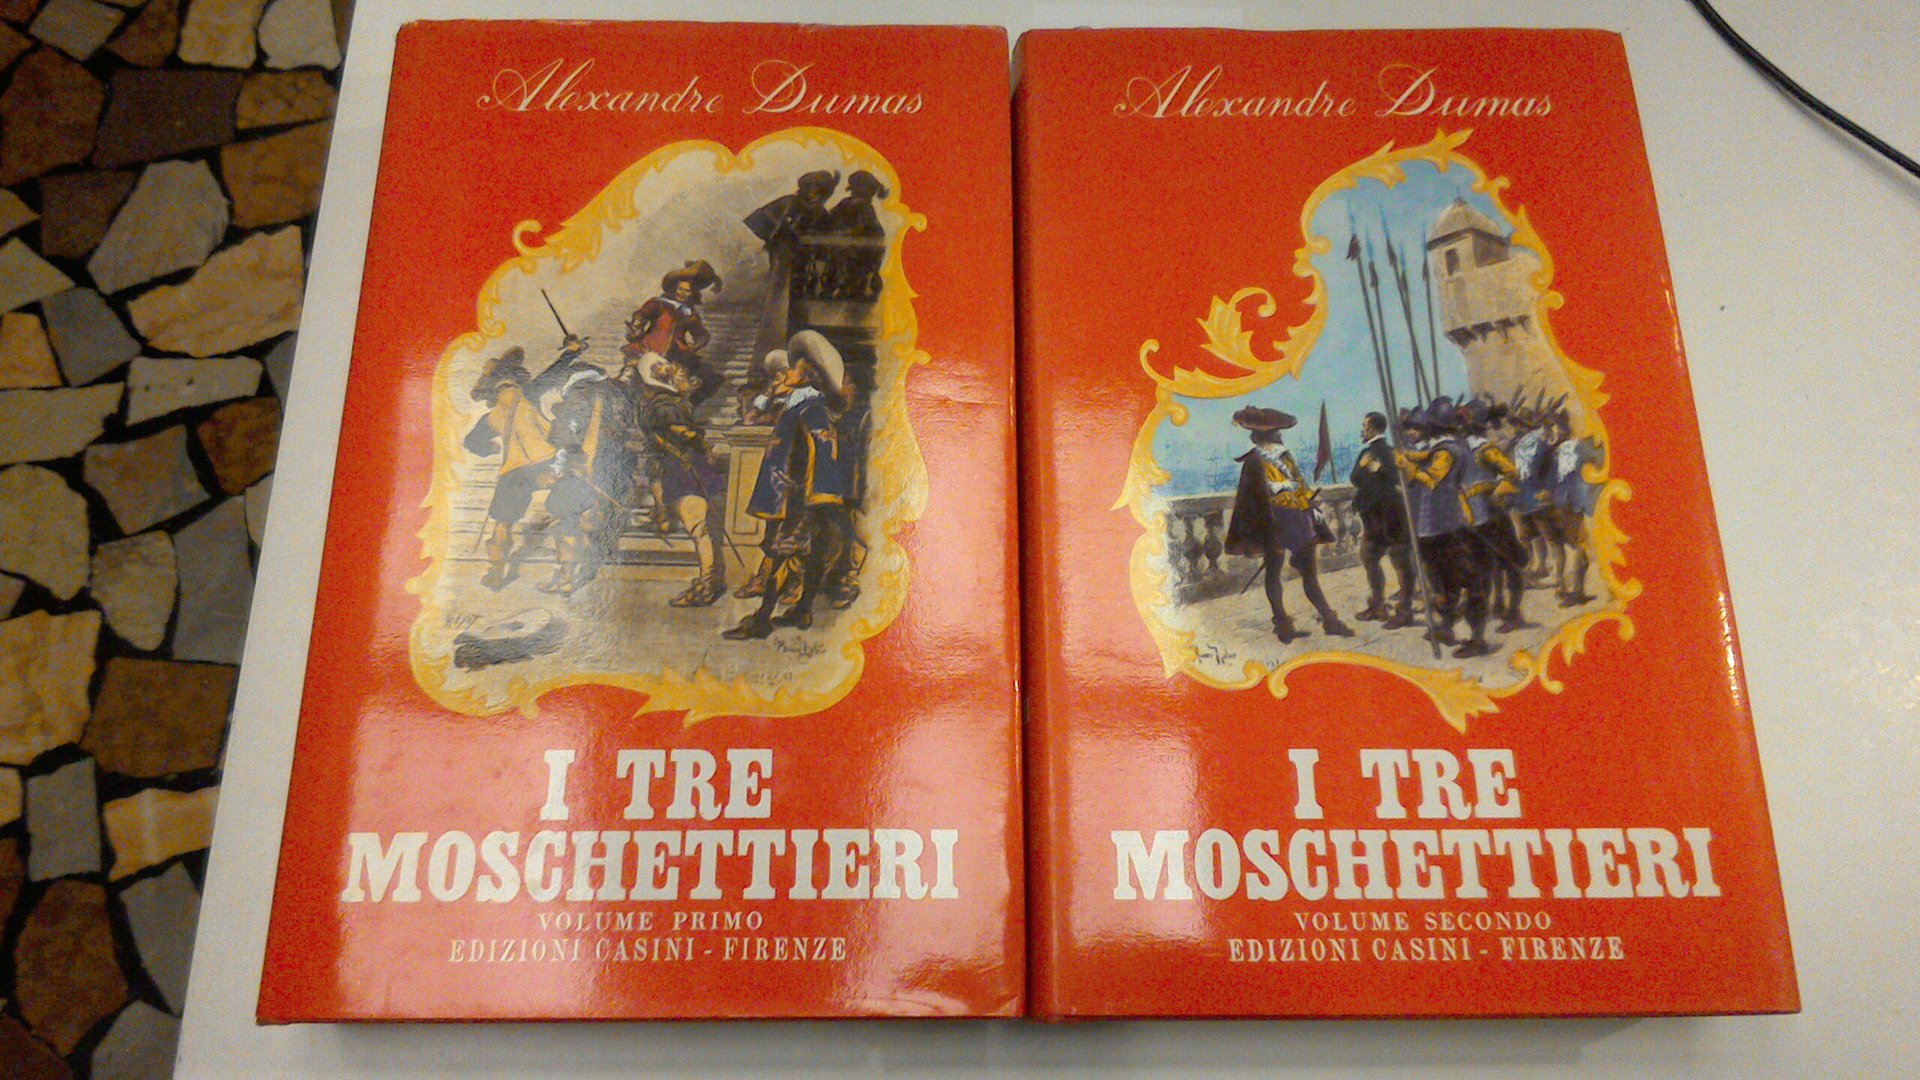 Alexandre Dumas
I TRE
MOSCHETTIERI
VOLUME PRIMO
EDIZIONI CASINI - FIRENZE
Alexandre Dumas
I TRE
MOSCHETTIERI
VOLUME SECONDO
EDIZIONI CASINI - FIRENZE